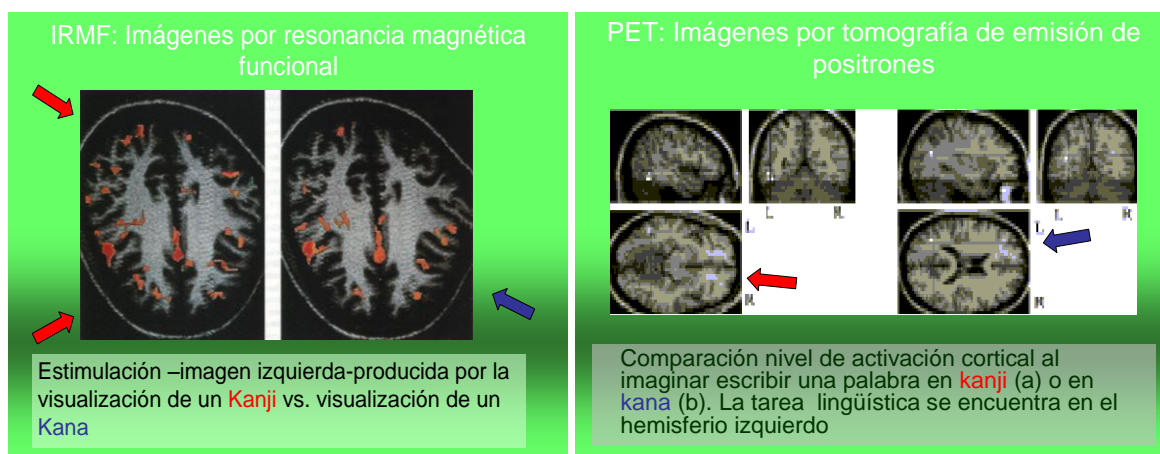 IRMF: Imágenes por resonancia magnética
funcional
Estimulación –imagen izquierda-producida por la
visualización de un Kanji vs. visualización de un
Kana
PET: Imágenes por tomografía de emisión de
positrones
L
L
L
L
Comparación nivel de activación cortical al
imaginar escribir una palabra en kanji (a) o en
kana (b). La tarea lingüística se encuentra en el
hemisferio izquierdo